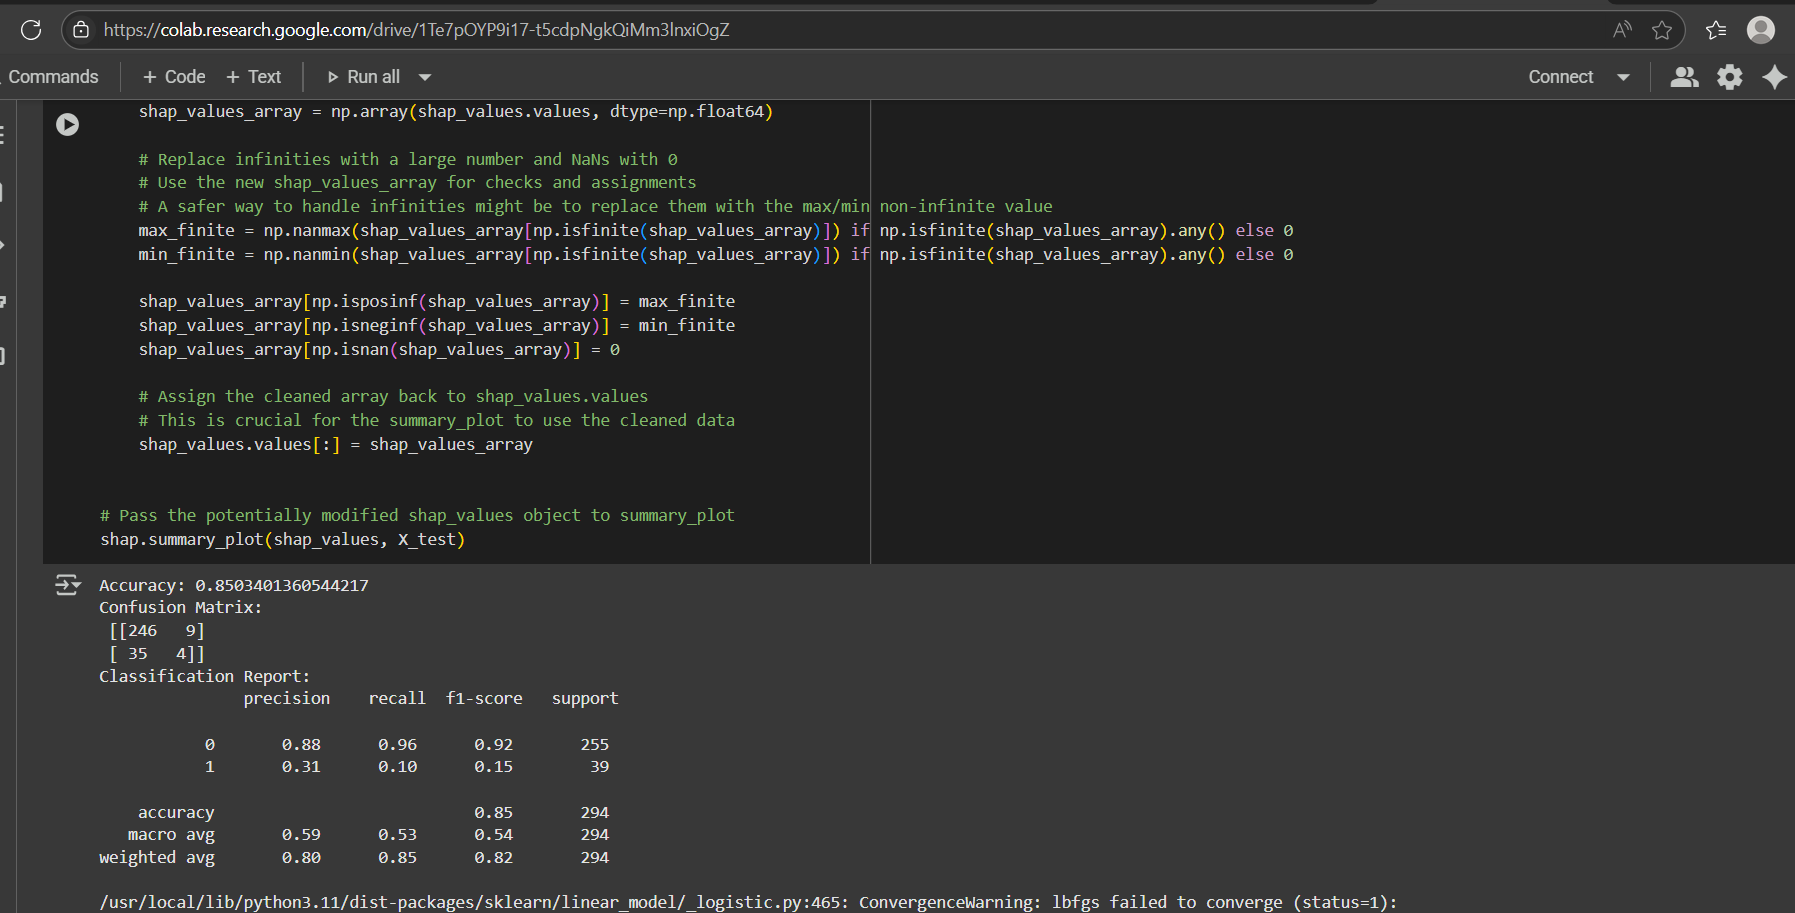 https://colab.research.google.com/drive/1Te7pOYP9i17-t5cdpNgkQiMm3lnxiOgZ
Commands + Code + Text Run all Connect
shap_values_array = np.array(shap_values.values, dtype=np.float64)
# Replace infinities with a large number and NaNs with 0
# Use the new shap_values_array for checks and assignments
# A safer way to handle infinities might be to replace them with the max/min non-infinite value
max_finite = np.nanmax(shap_values_array[np.isfinite(shap_values_array)]) if np.isfinite(shap_values_array).any() else 0
min_finite = np.nanmin(shap_values_array[np.isfinite(shap_values_array)]) if np.isfinite(shap_values_array).any() else 0
shap_values_array[np.isposinf(shap_values_array)] = max_finite
shap_values_array[np.isneginf(shap_values_array)] = min_finite
shap_values_array[np.isnan(shap_values_array)] = 0
# Assign the cleaned array back to shap_values.values
# This is crucial for the summary_plot to use the cleaned data
shap_values.values[:] = shap_values_array
# Pass the potentially modified shap_values object to summary_plot
shap.summary_plot(shap_values, X_test)
Accuracy: 0.8503401360544217
Confusion Matrix:
[[246 9]
[ 35 4]]
Classification Report:
precision recall f1-score support
0 0.88 0.96 0.92 255
1 0.31 0.10 0.15 39
accuracy 0.85 294
macro avg 0.59 0.53 0.54 294
weighted avg 0.80 0.85 0.82 294
/usr/local/lib/python3.11/dist-packages/sklearn/linear_model/_logistic.py:465: ConvergenceWarning: lbfgs failed to converge (status=1):